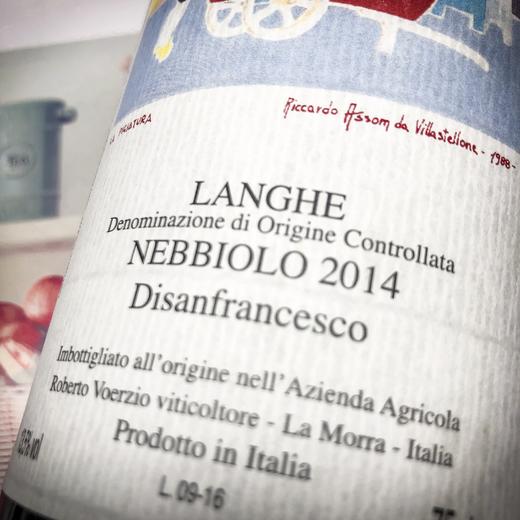 Riccardo Assom da Villastellone - 1988 -
LANGHE
Denominazione di Origine Controllata
NEBBIOLO 2014
Disanfrancesco
Imbottigliato all'origine nell'Azienda Agricola
Roberto Voerzio viticoltore - La Morra - Italia
Prodotto in Italia
L 09-16